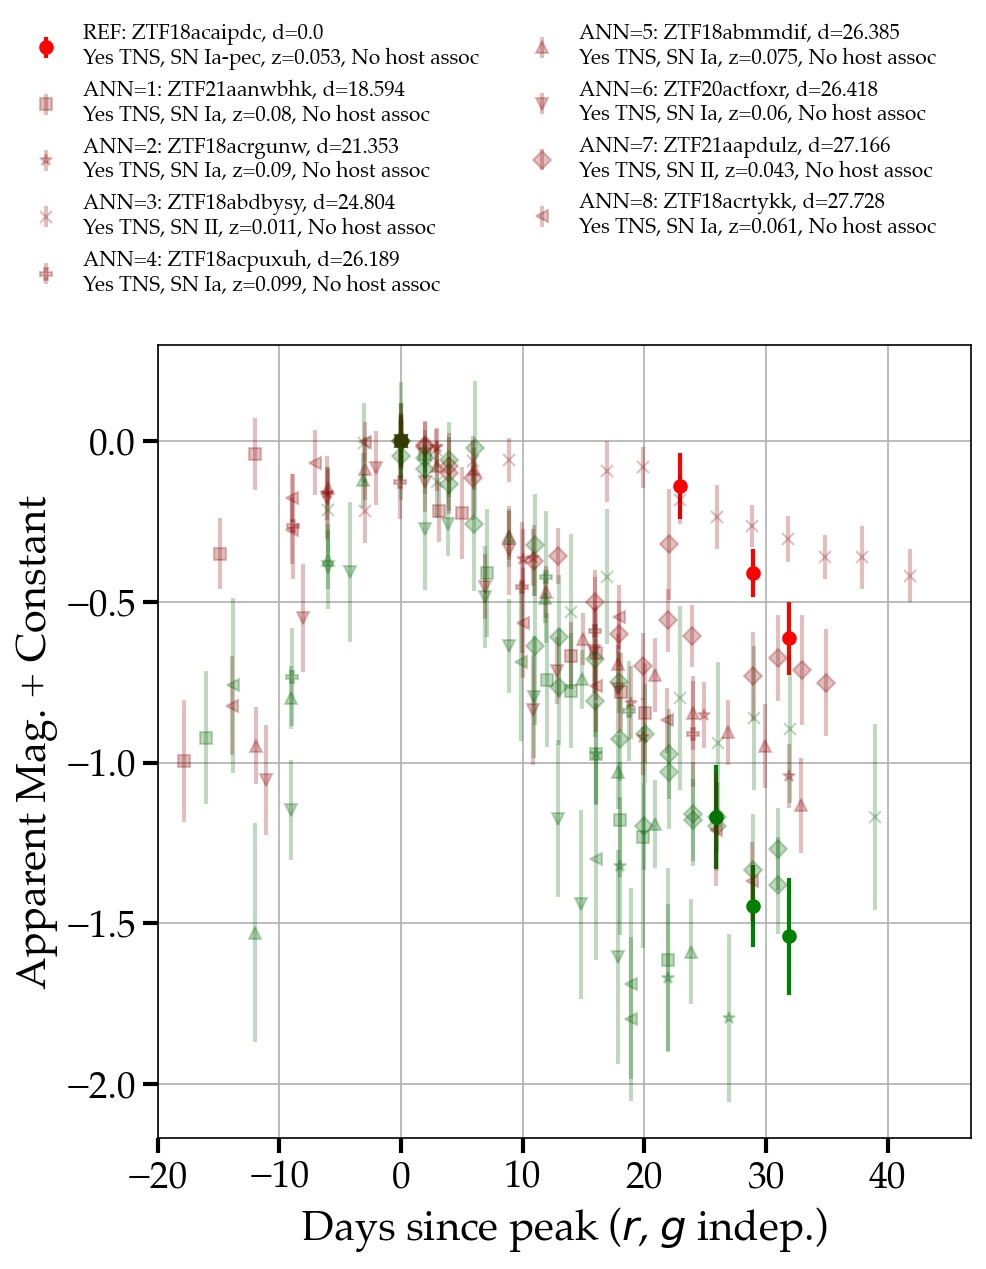 REF: ZTF18acaipdc, d=0.0
Yes TNS, SN Ia-pec, z=0.053, No host assoc
ANN=1: ZTF21aanwbhk, d=18.594
Yes TNS, SN Ia, z=0.08, No host assoc
ANN=2: ZTF18acrgunw, d=21.353
Yes TNS, SN Ia, z=0.09, No host assoc
ANN=3: ZTF18abdbysy, d=24.804
Yes TNS, SN II, z=0.011, No host assoc
ANN=4: ZTF18acpuxuh, d=26.189
Yes TNS, SN Ia, z=0.099, No host assoc
ANN=5: ZTF18abmmdif, d=26.385
Yes TNS, SN Ia, z=0.075, No host assoc
ANN=6: ZTF20actfoxr, d=26.418
Yes TNS, SN Ia, z=0.06, No host assoc
ANN=7: ZTF21aapdulz, d=27.166
Yes TNS, SN II, z=0.043, No host assoc
ANN=8: ZTF18acrtykk, d=27.728
Yes TNS, SN Ia, z=0.061, No host assoc
Apparent Mag. + Constant
0.0
−0.5
−1.0
−1.5
−2.0
−20 −10 0 10 20 30 40
Days since peak (r, g indep.)